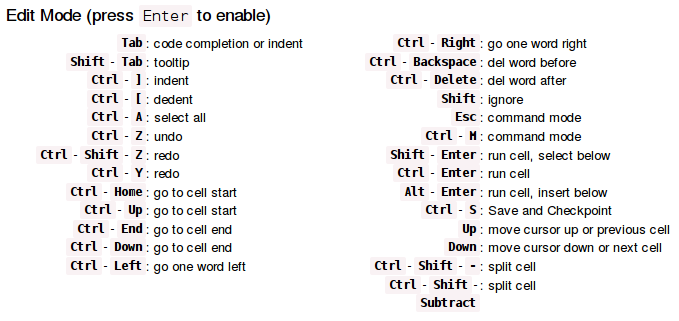 Edit Mode (press Enter to enable)
Tab : code completion or indent
Shift - Tab : tooltip
Ctrl - ] : indent
Ctrl - [ : dedent
Ctrl - A : select all
Ctrl - Z : undo
Ctrl - Shift - Z : redo
Ctrl - Y : redo
Ctrl - Home : go to cell start
Ctrl - Up : go to cell start
Ctrl - End : go to cell end
Ctrl - Down : go to cell end
Ctrl - Left : go one word left
Ctrl - Right : go one word right
Ctrl - Backspace : del word before
Ctrl - Delete : del word after
Shift : ignore
Esc : command mode
Ctrl - M : command mode
Shift - Enter : run cell, select below
Ctrl - Enter : run cell
Alt - Enter : run cell, insert below
Ctrl - S : Save and Checkpoint
Up : move cursor up or previous cell
Down : move cursor down or next cell
Ctrl - Shift - - : split cell
Ctrl - Shift - : split cell
Subtract